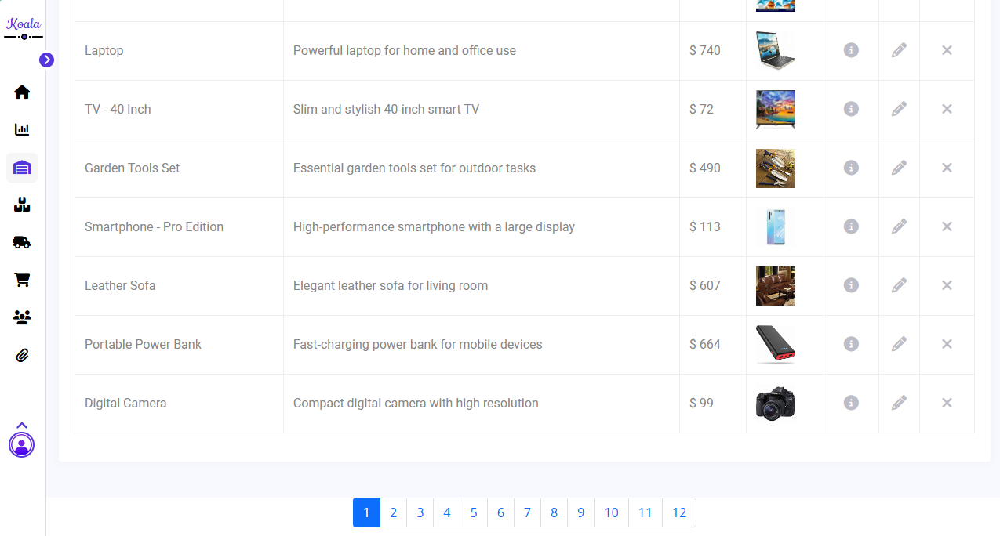 Koala
Laptop Powerful laptop for home and office use $ 740
TV - 40 Inch Slim and stylish 40-inch smart TV $ 72
Garden Tools Set Essential garden tools set for outdoor tasks $ 490
Smartphone - Pro Edition High-performance smartphone with a large display $ 113
Leather Sofa Elegant leather sofa for living room $ 607
Portable Power Bank Fast-charging power bank for mobile devices $ 664
Digital Camera Compact digital camera with high resolution $ 99
1 2 3 4 5 6 7 8 9 10 11 12